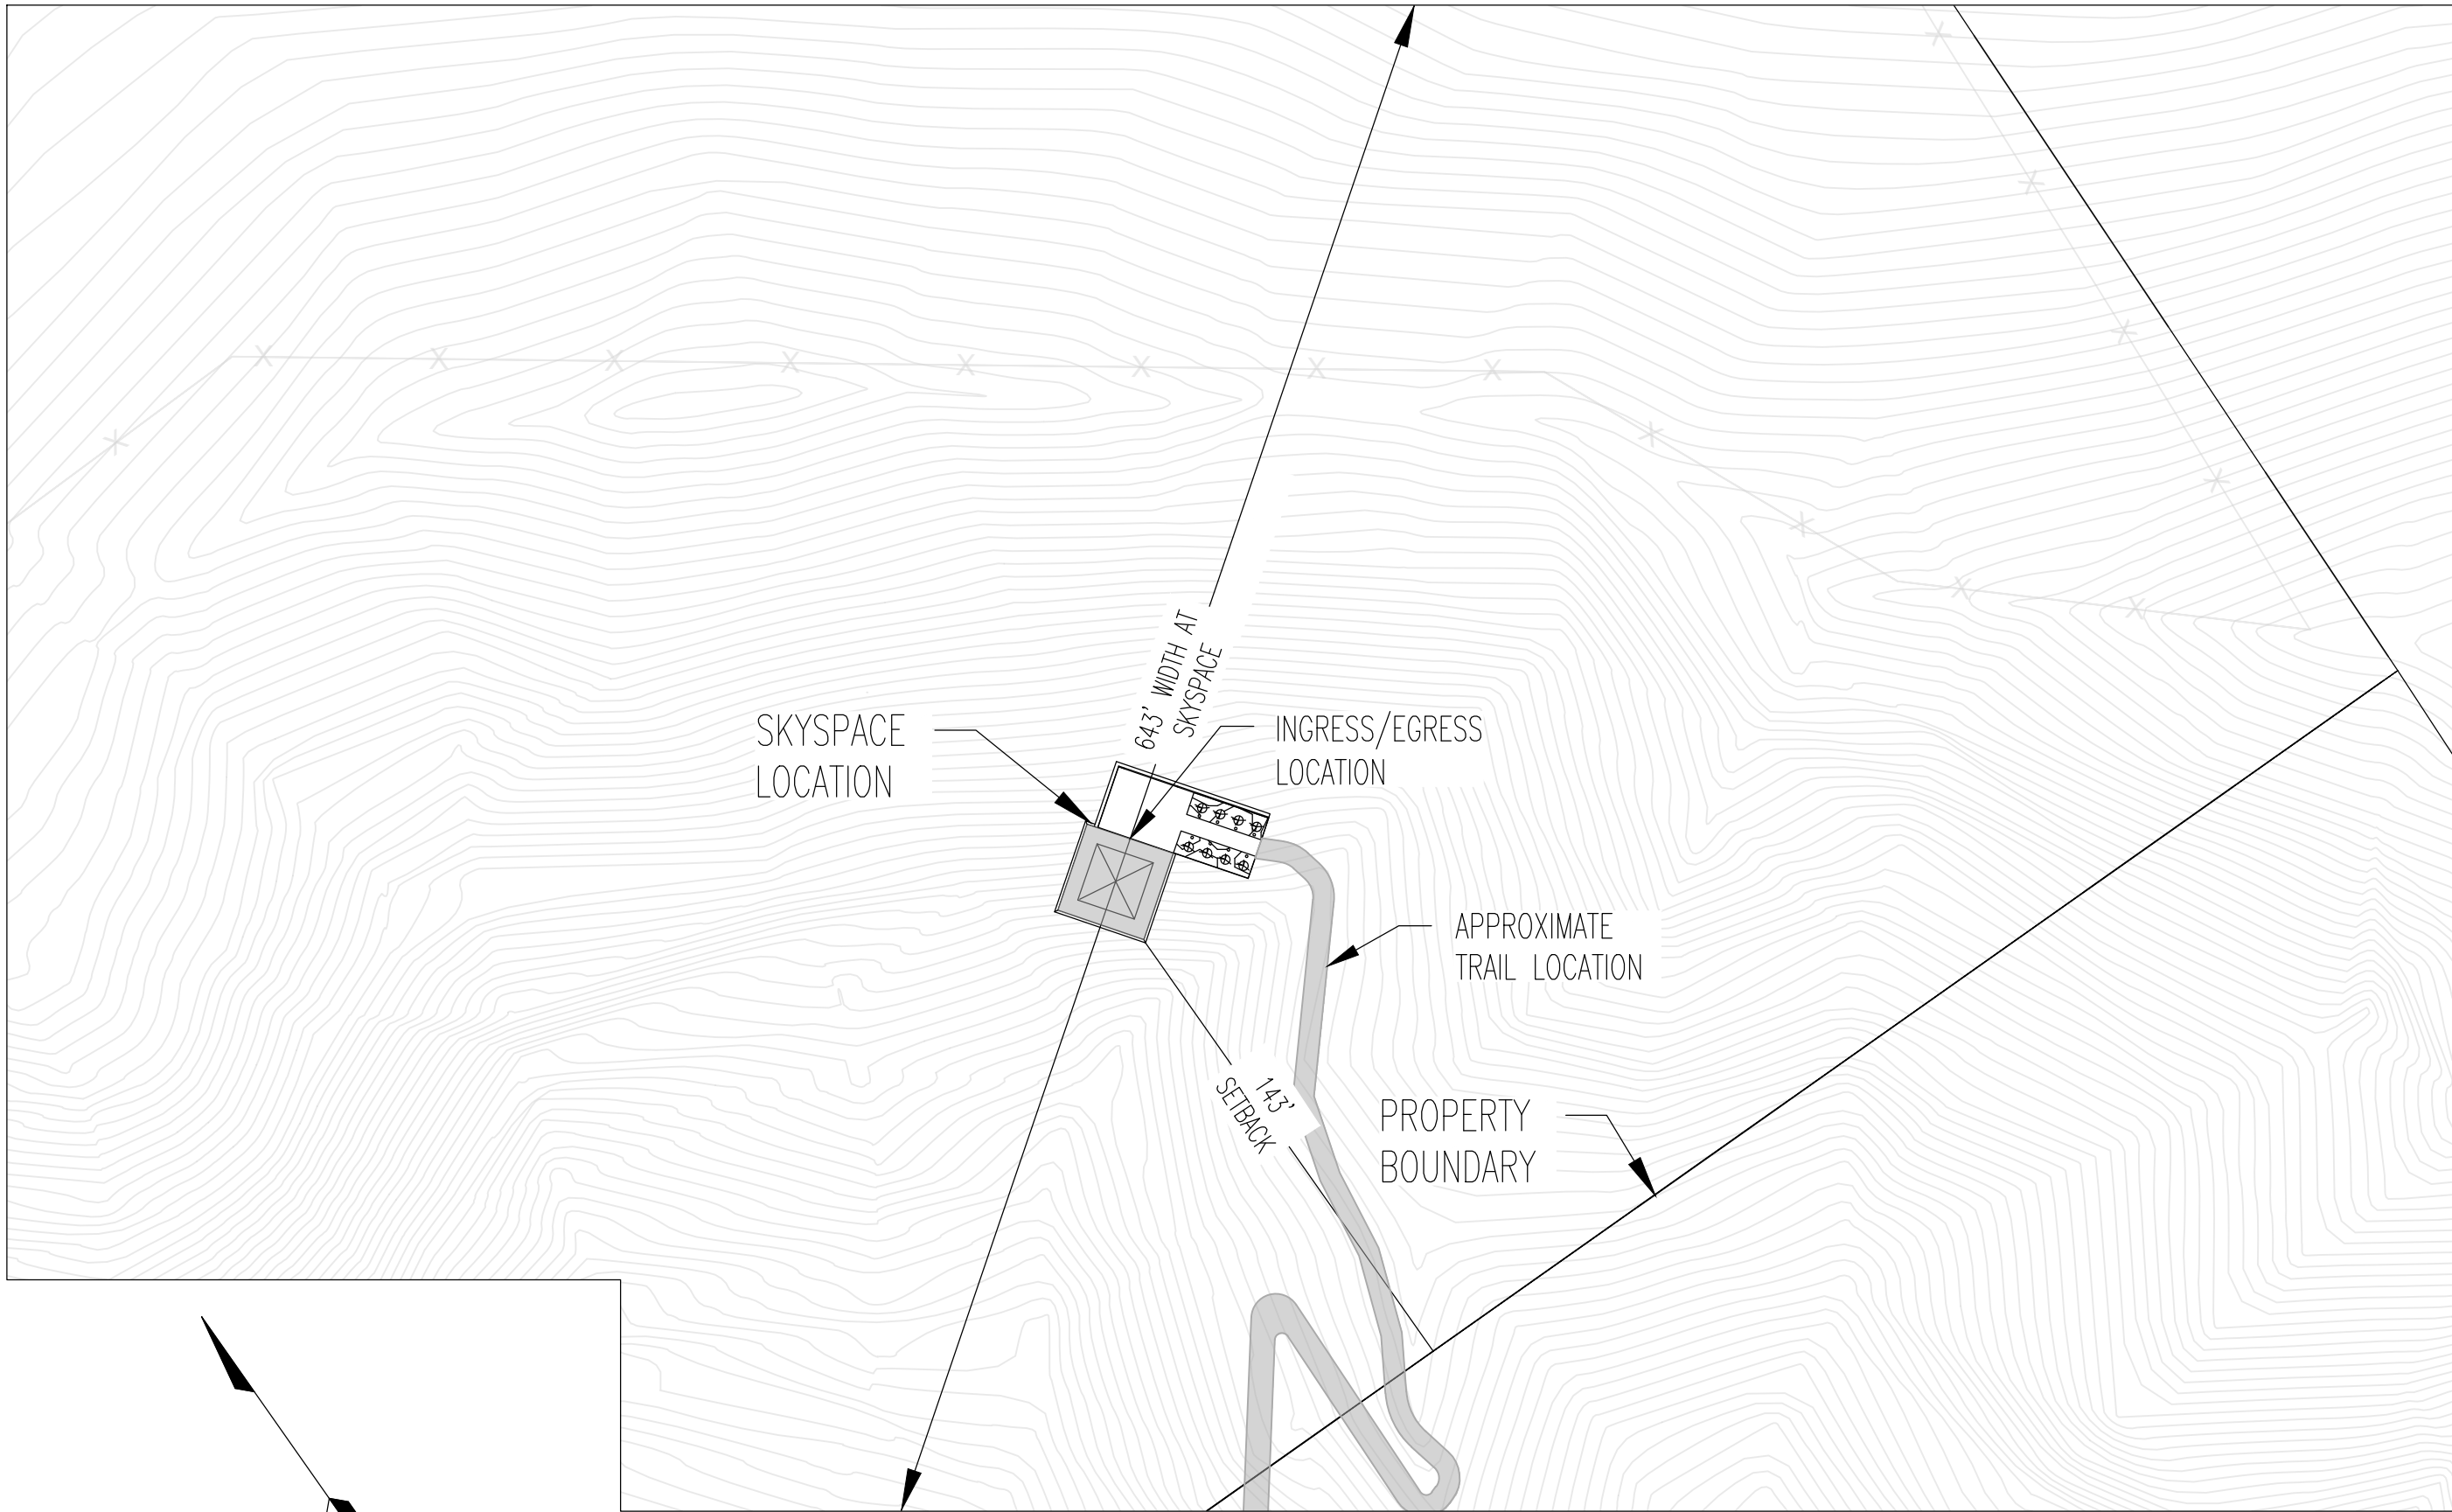 643' WIDTH AT
SKYSPACE
SKYSPACE
LOCATION
INGRESS/EGRESS
LOCATION
APPROXIMATE
TRAIL LOCATION
143'
SETBACK
PROPERTY
BOUNDARY